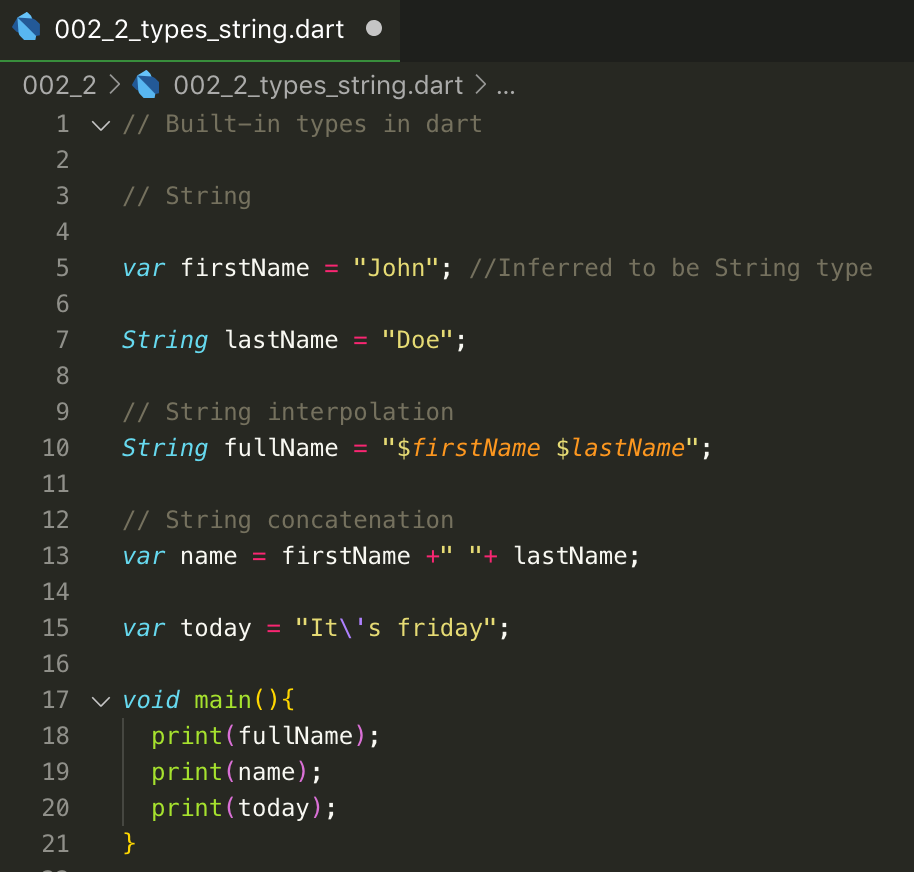 002_2_types_string.dart
002_2 > 002_2_types_string.dart > ...
1 // Built-in types in dart
2
3 // String
4
5 var firstName = "John"; //Inferred to be String type
6
7 String lastName = "Doe";
8
9 // String interpolation
10 String fullName = "$firstName $lastName";
11
12 // String concatenation
13 var name = firstName +" "+ lastName;
14
15 var today = "It\'s friday";
16
17 void main(){
18 print(fullName);
19 print(name);
20 print(today);
21 }